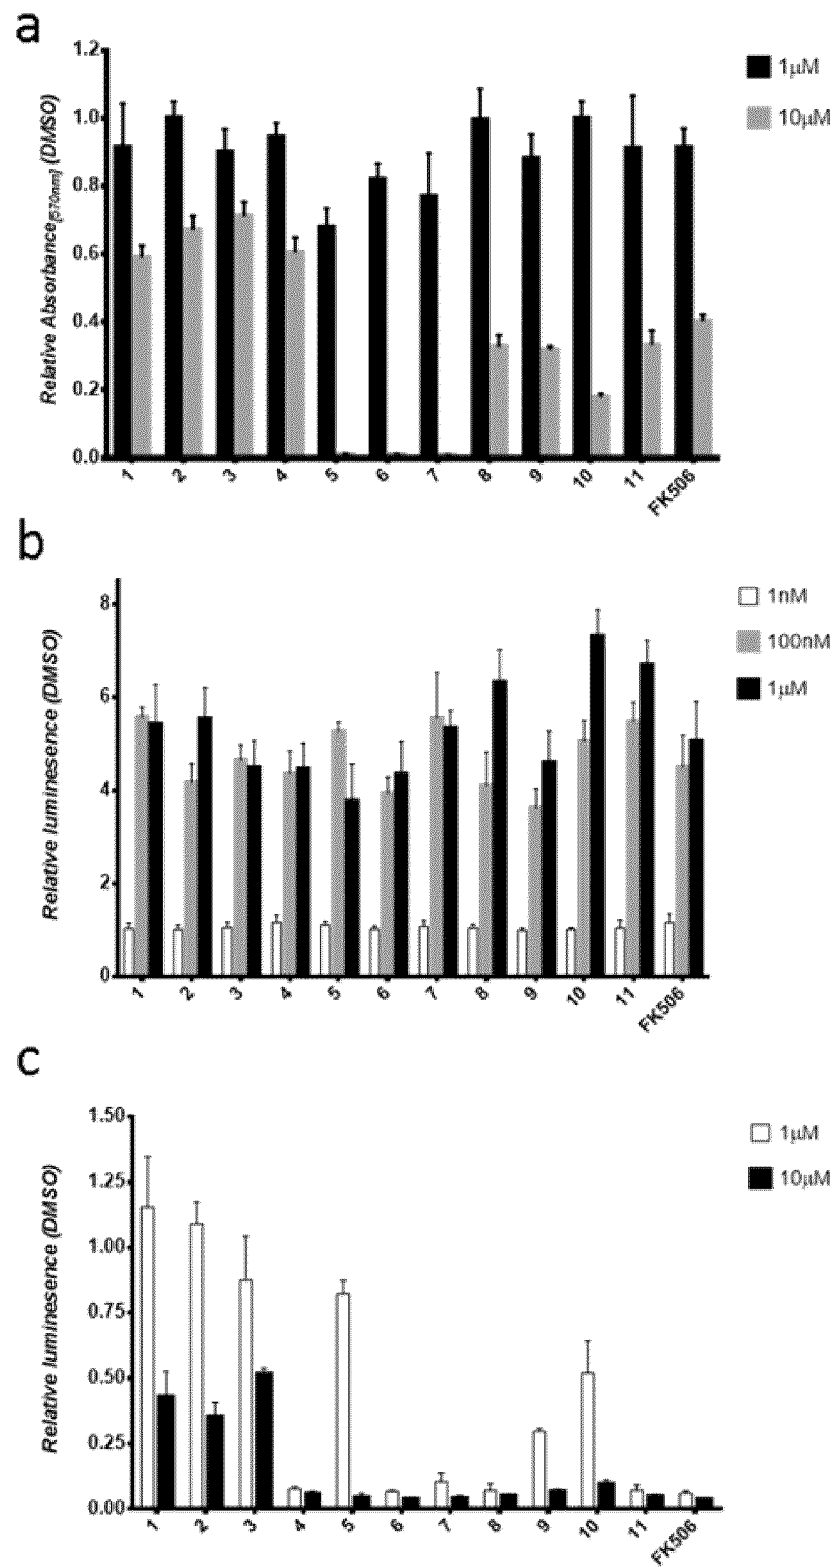 a
Relative Absorbance[570nm] (DMSO)
1.2
1.0
0.8
0.6
0.4
0.2
0.0
1 2 3 4 5 6 7 8 9 10 11 FK506
1μM
10μM
b
Relative luminesence (DMSO)
8
6
4
2
0
1 2 3 4 5 6 7 8 9 10 11 FK506
1nM
100nM
1μM
c
Relative luminesence (DMSO)
1.50
1.25
1.00
0.75
0.50
0.25
0.00
1 2 3 4 5 6 7 8 9 10 11 FK506
1μM
10μM